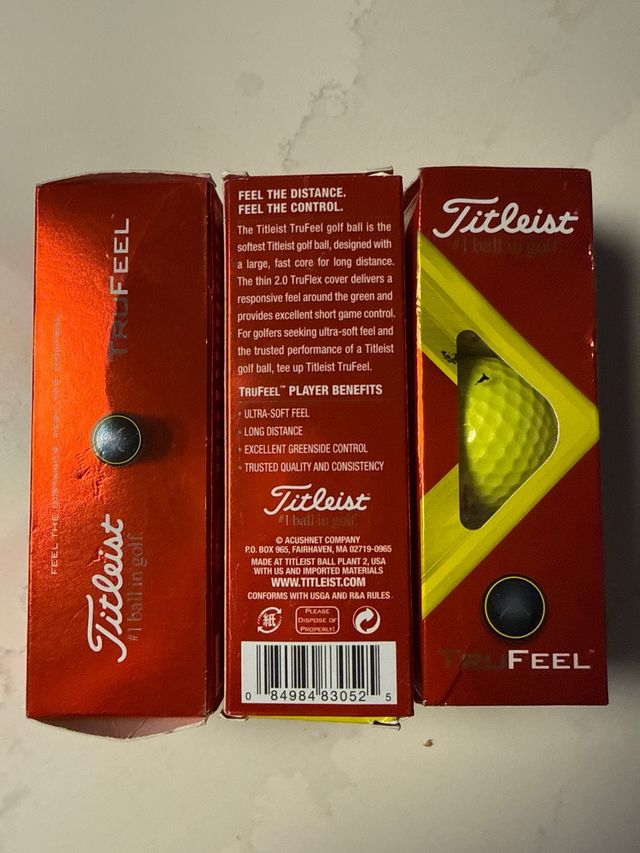 TRUFEEL™
Titleist
#1 ball in golf.
FEEL THE DISTANCE. FEEL THE CONTROL.
FEEL THE DISTANCE.
FEEL THE CONTROL.
The Titleist TruFeel golf ball is the
softest Titleist golf ball, designed with
a large, fast core for long distance.
The thin 2.0 TruFlex cover delivers a
responsive feel around the green and
provides excellent short game control.
For golfers seeking ultra-soft feel and
the trusted performance of a Titleist
golf ball, tee up Titleist TruFeel.
TRUFEEL™ PLAYER BENEFITS
· ULTRA-SOFT FEEL
· LONG DISTANCE
· EXCELLENT GREENSIDE CONTROL
· TRUSTED QUALITY AND CONSISTENCY
Titleist
#1 ball in golf.
© ACUSHNET COMPANY
P.O. BOX 965, FAIRHAVEN, MA 02719-0965
MADE AT TITLEIST BALL PLANT 2, USA
WITH US AND IMPORTED MATERIALS
WWW.TITLEIST.COM
CONFORMS WITH USGA AND R&A RULES
紙
PLEASE
DISPOSE OF
PROPERLY!
0 84984 83052 5
Titleist®
#1 ball in golf.
TRUFEEL™